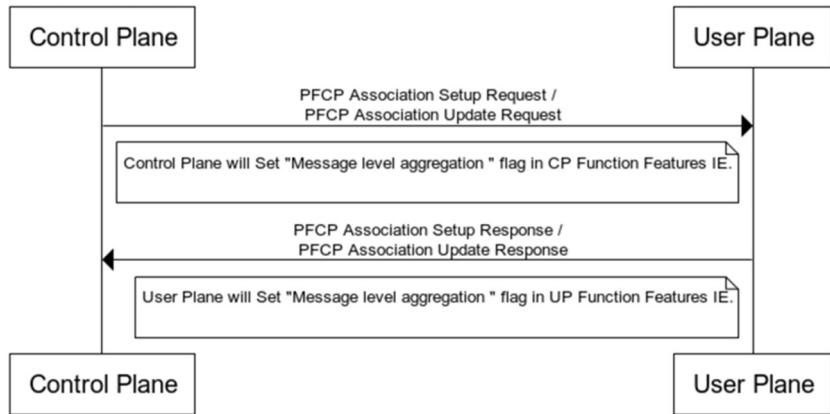 Control Plane
User Plane
PFCP Association Setup Request /
PFCP Association Update Request
Control Plane will Set "Message level aggregation " flag in CP Function Features IE.
PFCP Association Setup Response /
PFCP Association Update Response
User Plane will Set "Message level aggregation " flag in UP Function Features IE.
Control Plane
User Plane